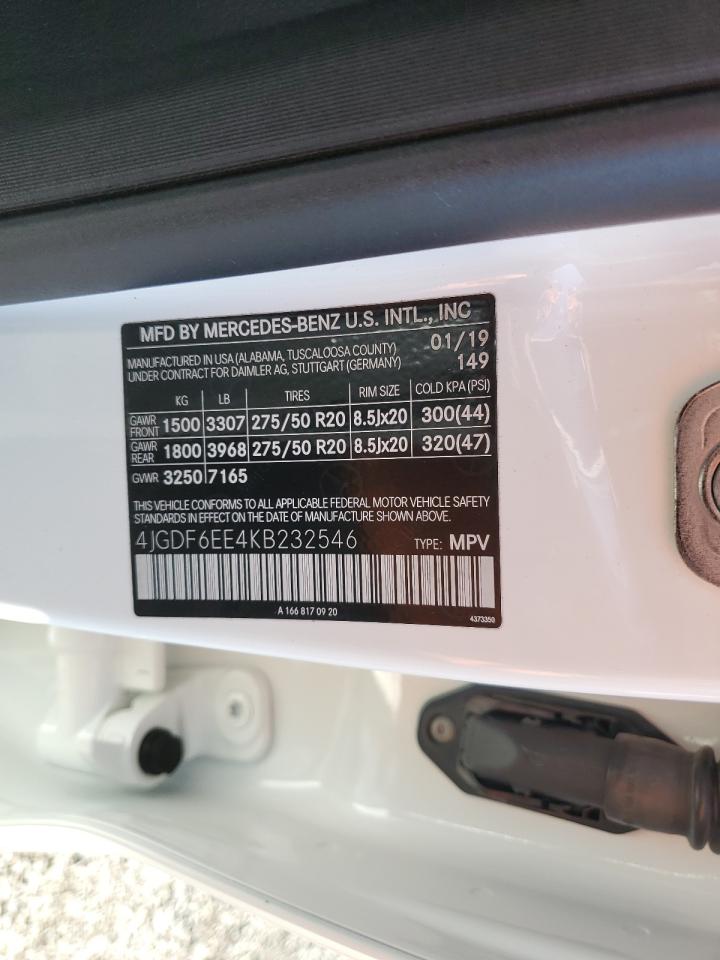 MFD BY MERCEDES-BENZ U.S. INTL., INC
MANUFACTURED IN USA (ALABAMA, TUSCALOOSA COUNTY) 01/19
UNDER CONTRACT FOR DAIMLER AG, STUTTGART (GERMANY) 149
KG LB TIRES RIM SIZE COLD KPA (PSI)
GAWR FRONT 1500 3307 275/50 R20 8.5Jx20 300(44)
GAWR REAR 1800 3968 275/50 R20 8.5Jx20 320(47)
GVWR 3250 7165
THIS VEHICLE CONFORMS TO ALL APPLICABLE FEDERAL MOTOR VEHICLE SAFETY
STANDARDS IN EFFECT ON THE DATE OF MANUFACTURE SHOWN ABOVE.
4JGDF6EE4KB232546 TYPE: MPV
A 166 817 09 20
4373350